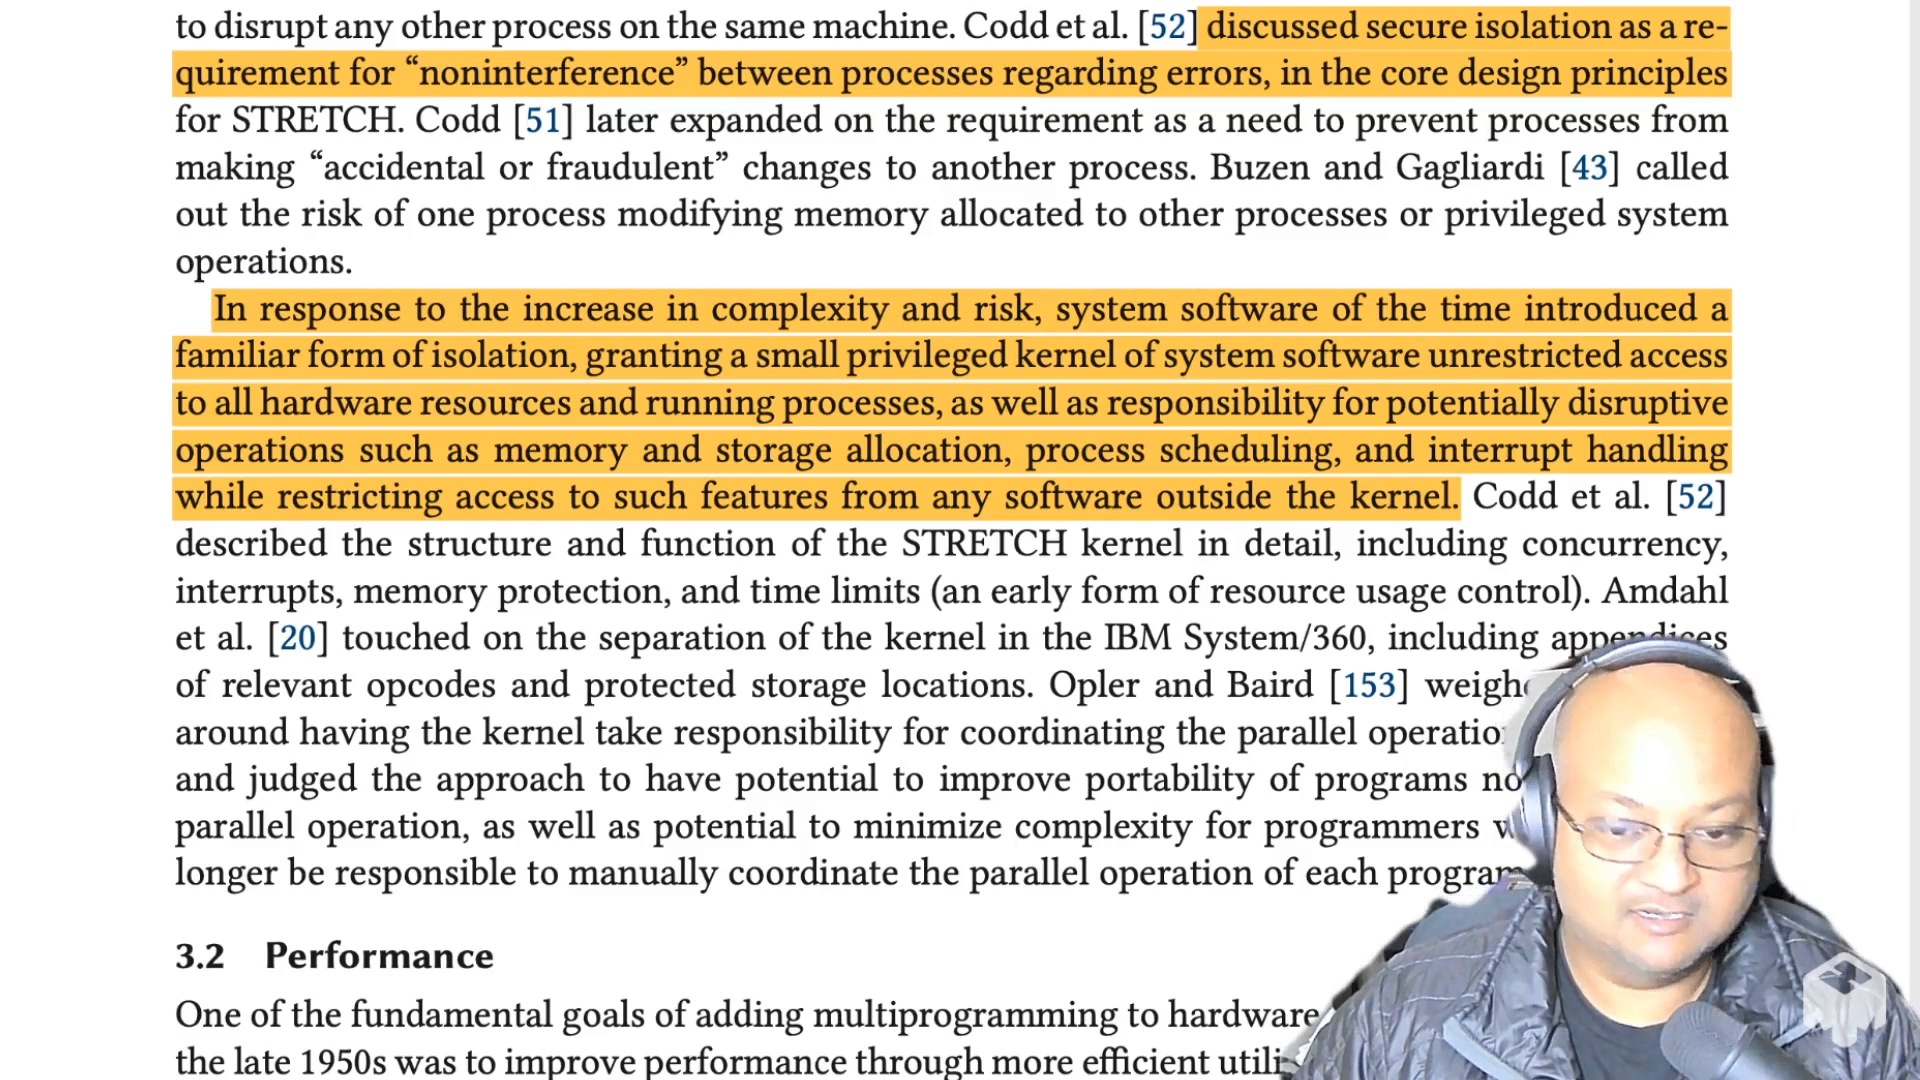 to disrupt any other process on the same machine. Codd et al. [52] discussed secure isolation as a re-
quirement for “noninterference” between processes regarding errors, in the core design principles
for STRETCH. Codd [51] later expanded on the requirement as a need to prevent processes from
making “accidental or fraudulent” changes to another process. Buzen and Gagliardi [43] called
out the risk of one process modifying memory allocated to other processes or privileged system
operations.
In response to the increase in complexity and risk, system software of the time introduced a
familiar form of isolation, granting a small privileged kernel of system software unrestricted access
to all hardware resources and running processes, as well as responsibility for potentially disruptive
operations such as memory and storage allocation, process scheduling, and interrupt handling
while restricting access to such features from any software outside the kernel. Codd et al. [52]
described the structure and function of the STRETCH kernel in detail, including concurrency,
interrupts, memory protection, and time limits (an early form of resource usage control). Amdahl
et al. [20] touched on the separation of the kernel in the IBM System/360, including appendices
of relevant opcodes and protected storage locations. Opler and Baird [153]
around having the kernel take responsibility for coordinating the parallel
and judged the approach to have potential to improve portability of programs
parallel operation, as well as potential to minimize complexity for programmers
longer be responsible to manually coordinate the parallel operation of each
3.2 Performance
One of the fundamental goals of adding multiprogramming to hardware
the late 1950s was to improve performance through more efficient